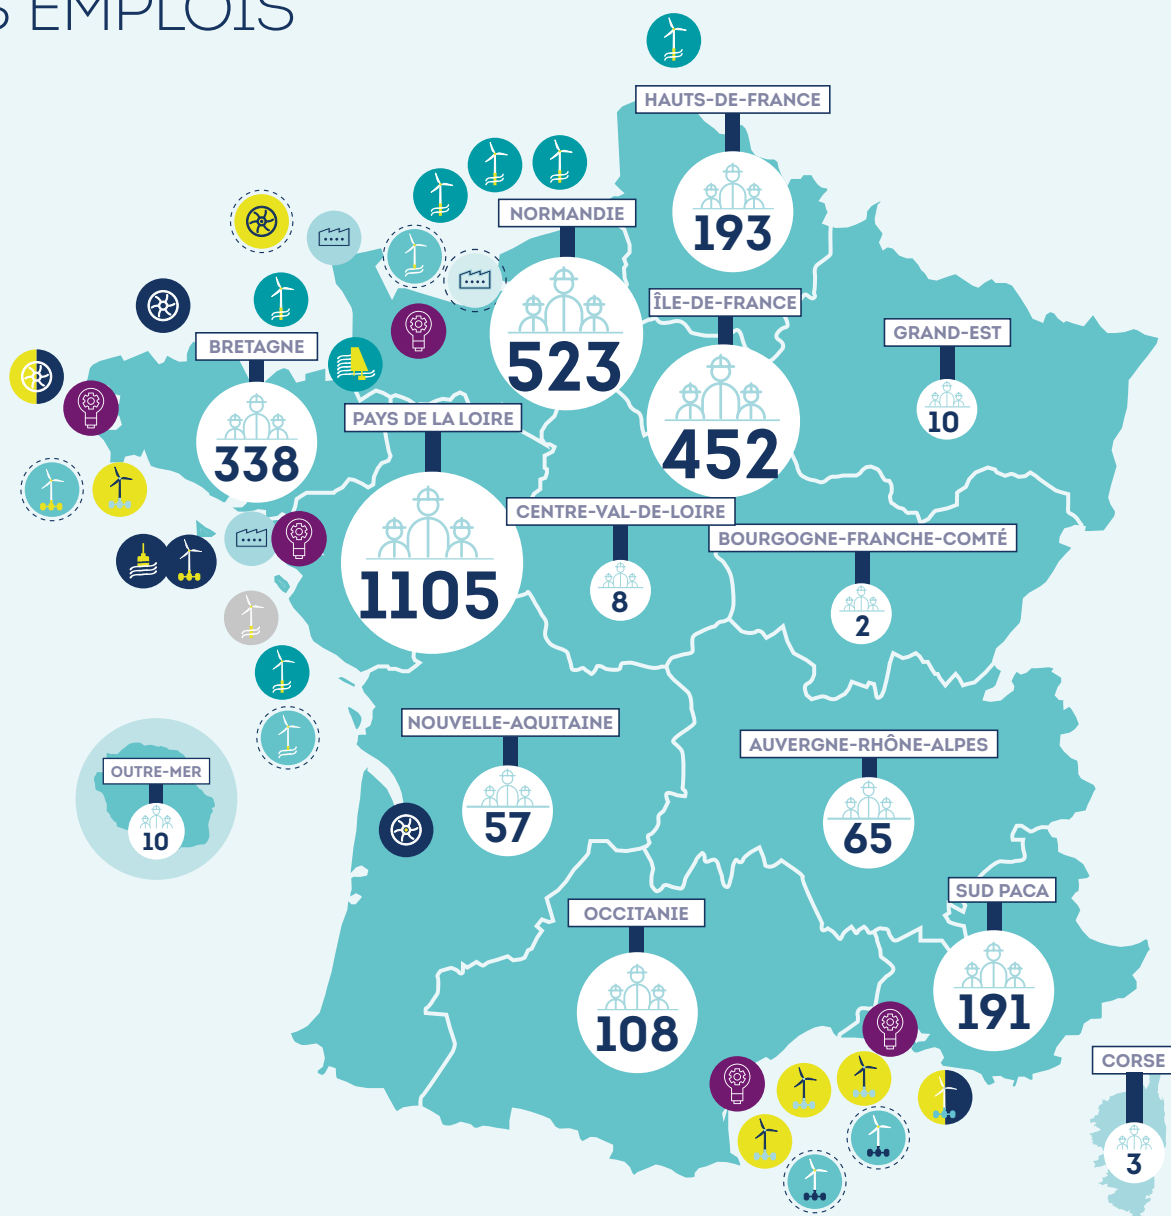 S EMPLOIS
HAUTS-DE-FRANCE
193
NORMANDIE
523
ÎLE-DE-FRANCE
452
GRAND-EST
10
BRETAGNE
338
PAYS DE LA LOIRE
1105
CENTRE-VAL-DE-LOIRE
8
BOURGOGNE-FRANCHE-COMTÉ
2
NOUVELLE-AQUITAINE
57
AUVERGNE-RHÔNE-ALPES
65
OUTRE-MER
10
OCCITANIE
108
SUD PACA
191
CORSE
3